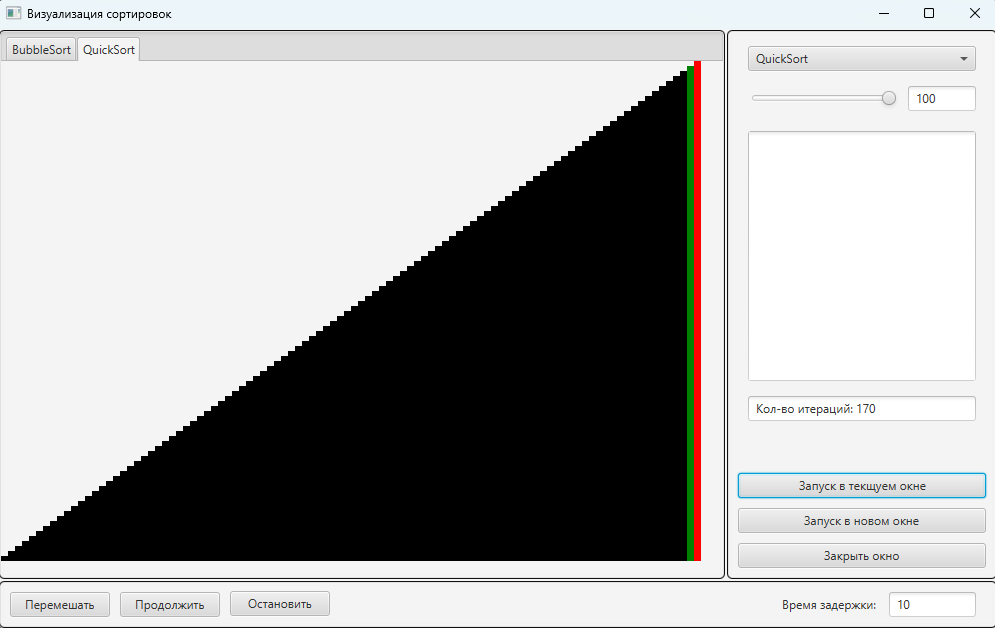 Визуализация сортировок
BubbleSort QuickSort
QuickSort
100
Кол-во итераций: 170
Запуск в текщуем окне
Запуск в новом окне
Закрыть окно
Перемешать Продолжить Остановить Время задержки: 10